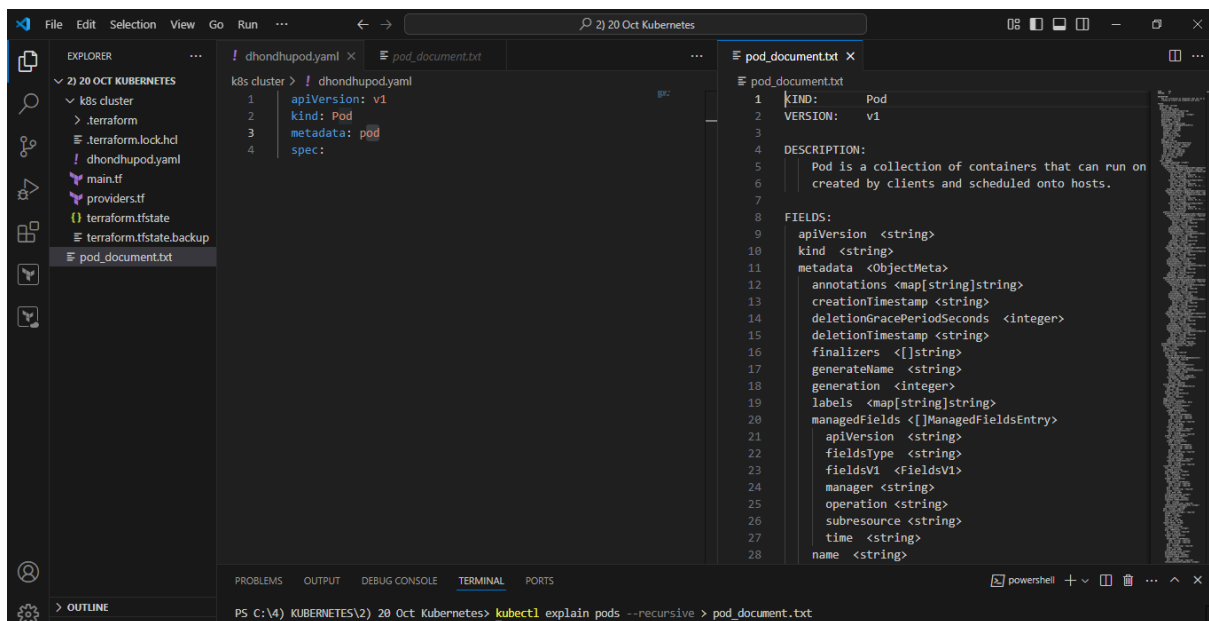 File Edit Selection View Go Run ··· 2) 20 Oct Kubernetes
EXPLORER ···
2) 20 OCT KUBERNETES
k8s cluster
.terraform
.terraform.lock.hcl
! dhondhupod.yaml
main.tf
providers.tf
{} terraform.tfstate
terraform.tfstate.backup
pod_document.txt
OUTLINE
! dhondhupod.yaml pod_document.txt ···
k8s cluster > ! dhondhupod.yaml
1 apiVersion: v1
2 kind: Pod
3 metadata: pod
4 spec:
pod_document.txt ···
pod_document.txt
1 KIND: Pod
2 VERSION: v1
3
4 DESCRIPTION:
5 Pod is a collection of containers that can run on
6 created by clients and scheduled onto hosts.
7
8 FIELDS:
9 apiVersion <string>
10 kind <string>
11 metadata <ObjectMeta>
12 annotations <map[string]string>
13 creationTimestamp <string>
14 deletionGracePeriodSeconds <integer>
15 deletionTimestamp <string>
16 finalizers <[]string>
17 generateName <string>
18 generation <integer>
19 labels <map[string]string>
20 managedFields <[]ManagedFieldsEntry>
21 apiVersion <string>
22 fieldsType <string>
23 fieldsV1 <FieldsV1>
24 manager <string>
25 operation <string>
26 subresource <string>
27 time <string>
28 name <string>
PROBLEMS OUTPUT DEBUG CONSOLE TERMINAL PORTS powershell ···
PS C:\4) KUBERNETES\2) 20 Oct Kubernetes> kubectl explain pods --recursive > pod_document.txt